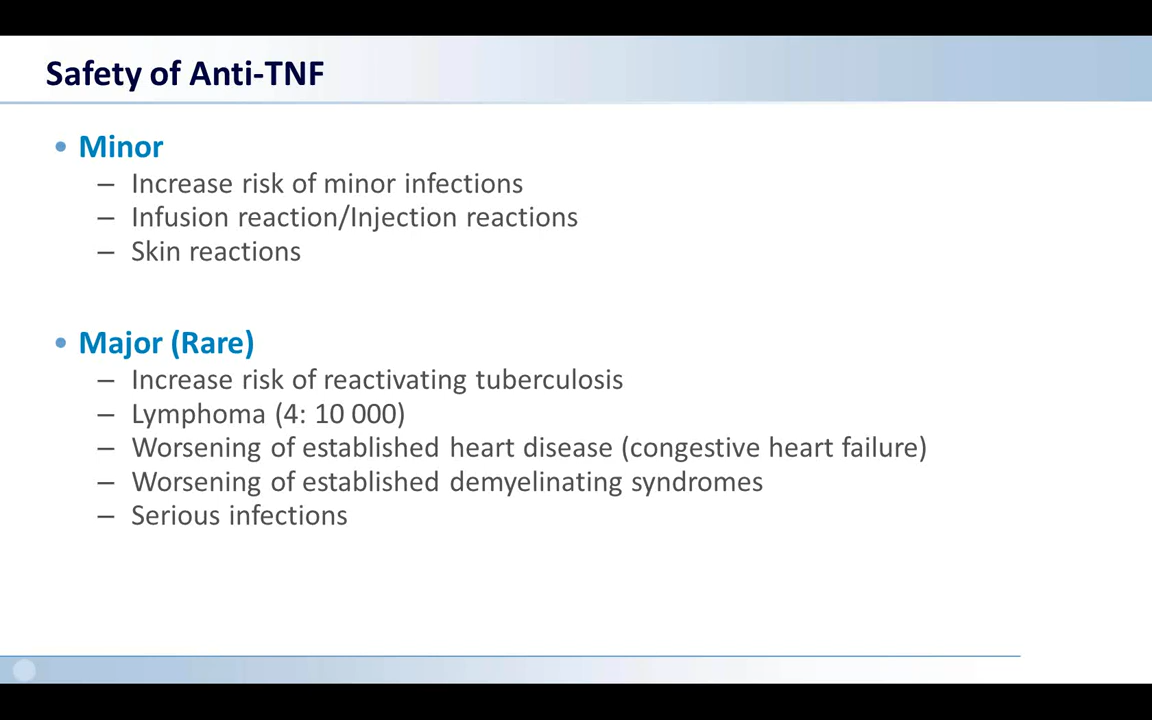 Safety of Anti-TNF
• Minor
– Increase risk of minor infections
– Infusion reaction/Injection reactions
– Skin reactions
• Major (Rare)
– Increase risk of reactivating tuberculosis
– Lymphoma (4: 10 000)
– Worsening of established heart disease (congestive heart failure)
– Worsening of established demyelinating syndromes
– Serious infections